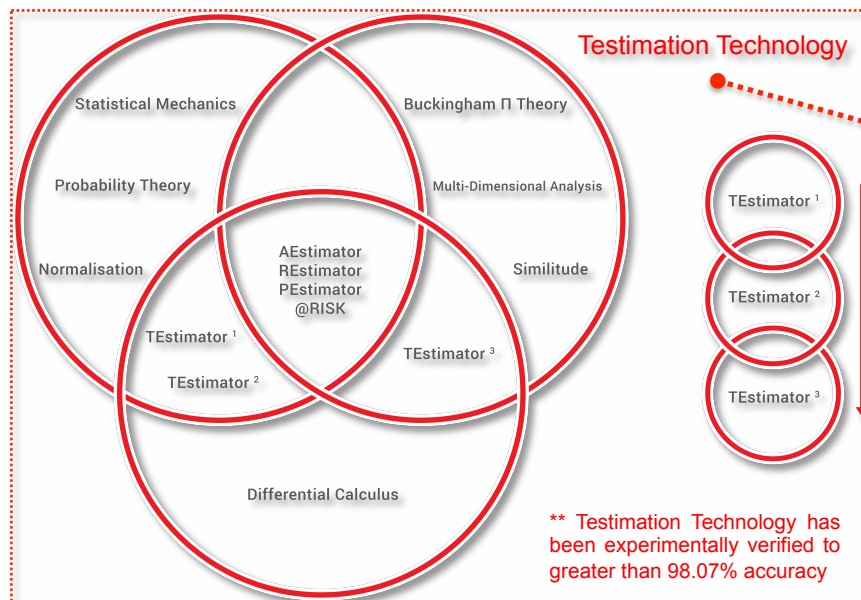 Testimation Technology
Statistical Mechanics
Buckingham Π Theory
Probability Theory
Multi-Dimensional Analysis
Normalisation
Similitude
AEstimator
REstimator
PEstimator
@RISK
TEstimator ¹
TEstimator ²
TEstimator ³
Differential Calculus
TEstimator ¹
TEstimator ²
TEstimator ³
** Testimation Technology has
been experimentally verified to
greater than 98.07% accuracy